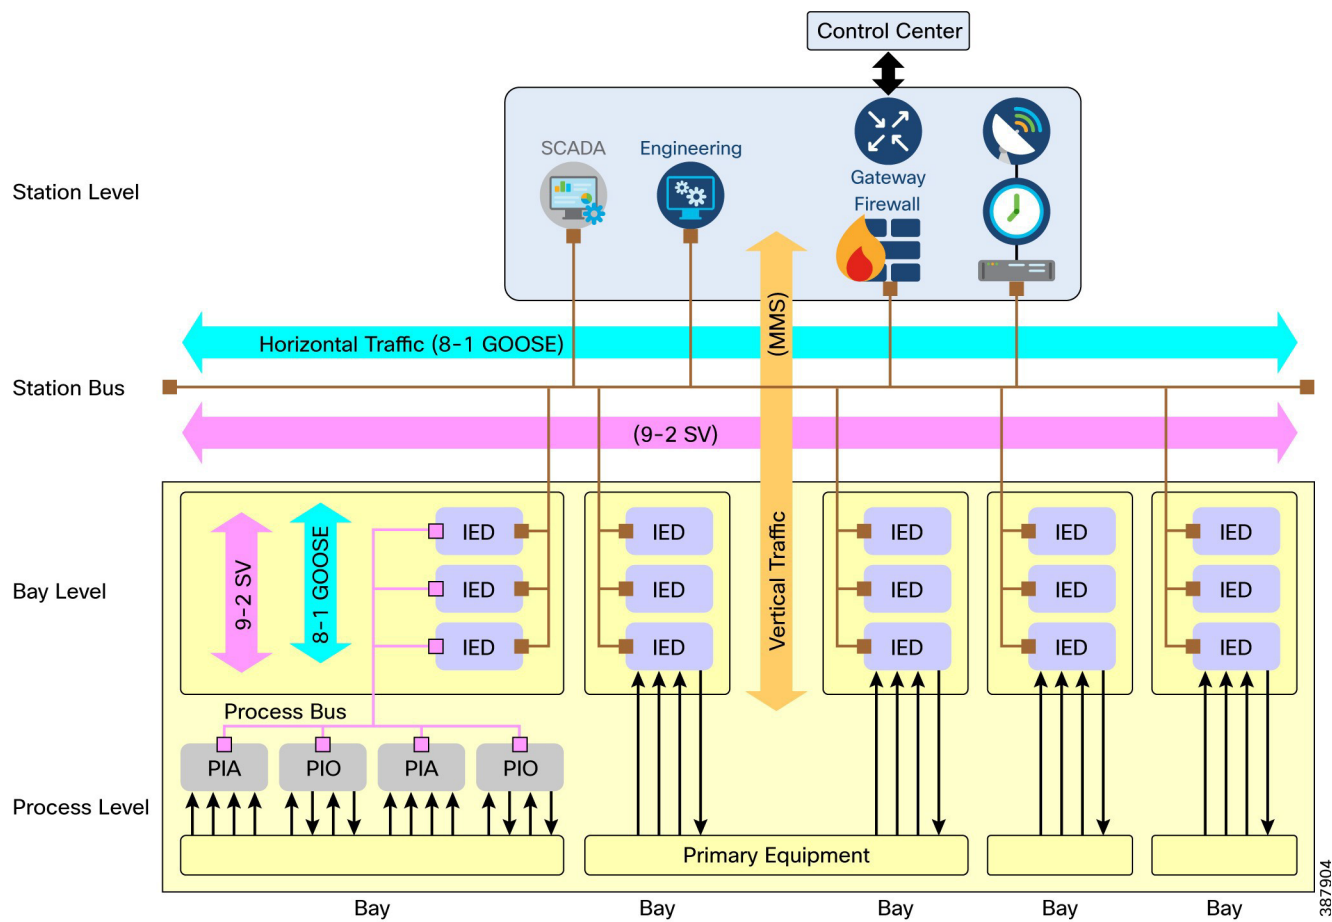 Control Center
SCADA
Engineering
Gateway
Firewall
Station Level
(MMS)
Horizontal Traffic (8-1 GOOSE)
Station Bus
(9-2 SV)
9-2 SV
8-1 GOOSE
Vertical Traffic
IED
IED
IED
IED
IED
IED
IED
IED
IED
IED
Bay Level
IED
IED
IED
IED
IED
Process Bus
PIA
PIO
PIA
PIO
Process Level
Primary Equipment
Bay
Bay
Bay
Bay
Bay
387904